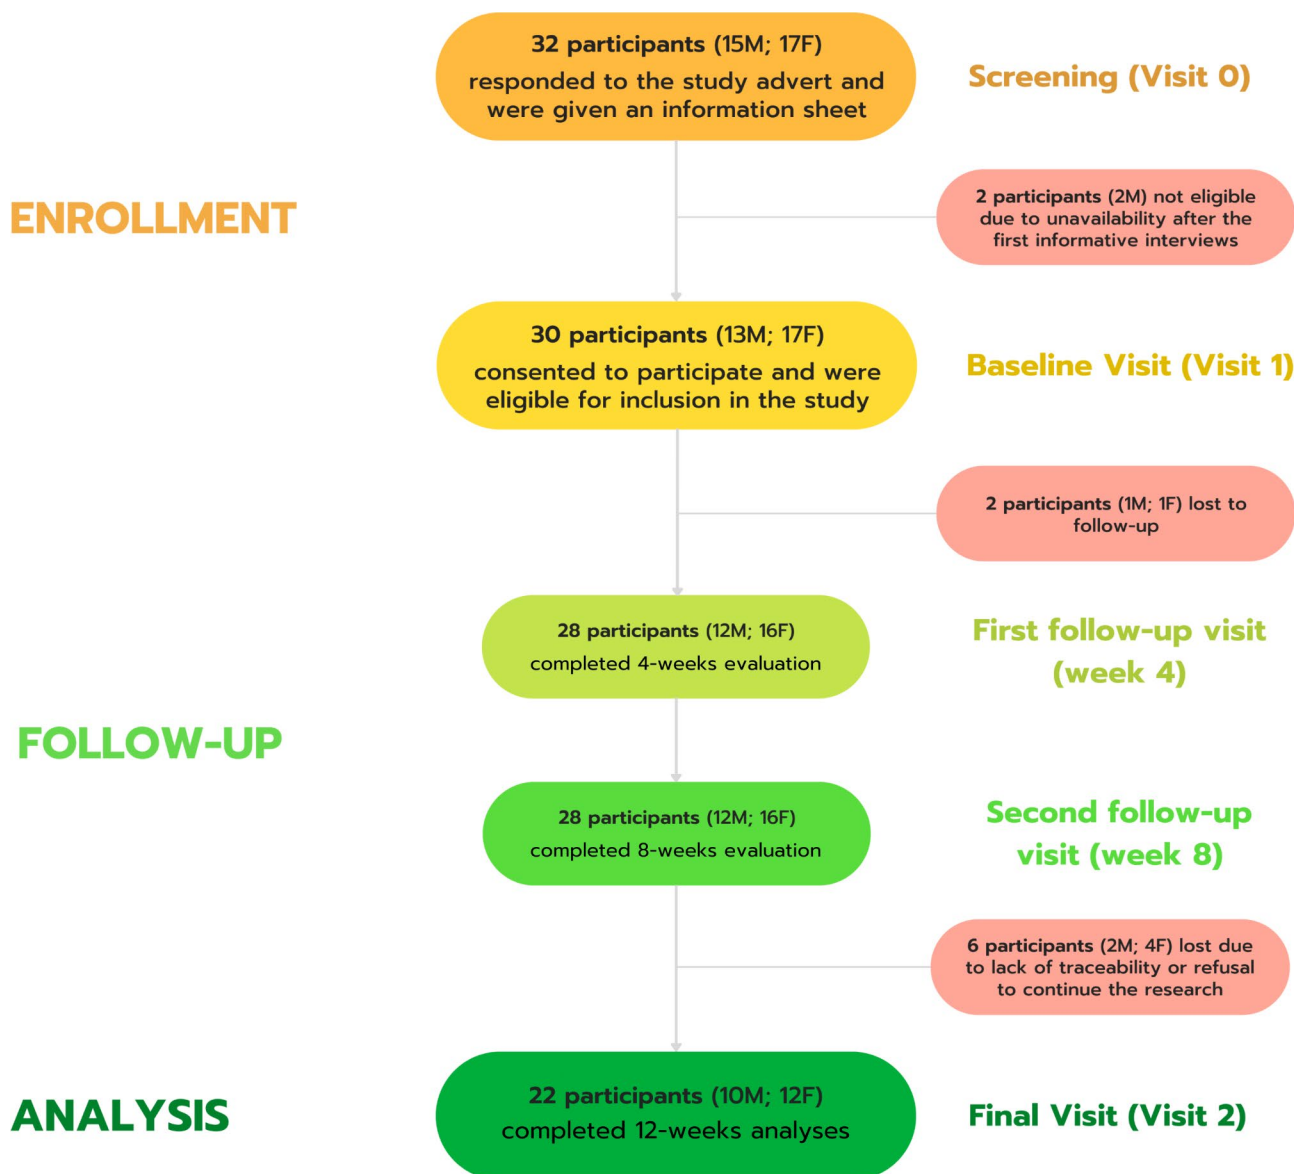 32 participants (15M; 17F)
responded to the study advert and
were given an information sheet
Screening (Visit 0)
ENROLLMENT
2 participants (2M) not eligible
due to unavailability after the
first informative interviews
30 participants (13M; 17F)
consented to participate and were
eligible for inclusion in the study
Baseline Visit (Visit 1)
2 participants (1M; 1F) lost to
follow-up
28 participants (12M; 16F)
completed 4-weeks evaluation
First follow-up visit
(week 4)
FOLLOW-UP
28 participants (12M; 16F)
completed 8-weeks evaluation
Second follow-up
visit (week 8)
6 participants (2M; 4F) lost due
to lack of traceability or refusal
to continue the research
ANALYSIS
22 participants (10M; 12F)
completed 12-weeks analyses
Final Visit (Visit 2)